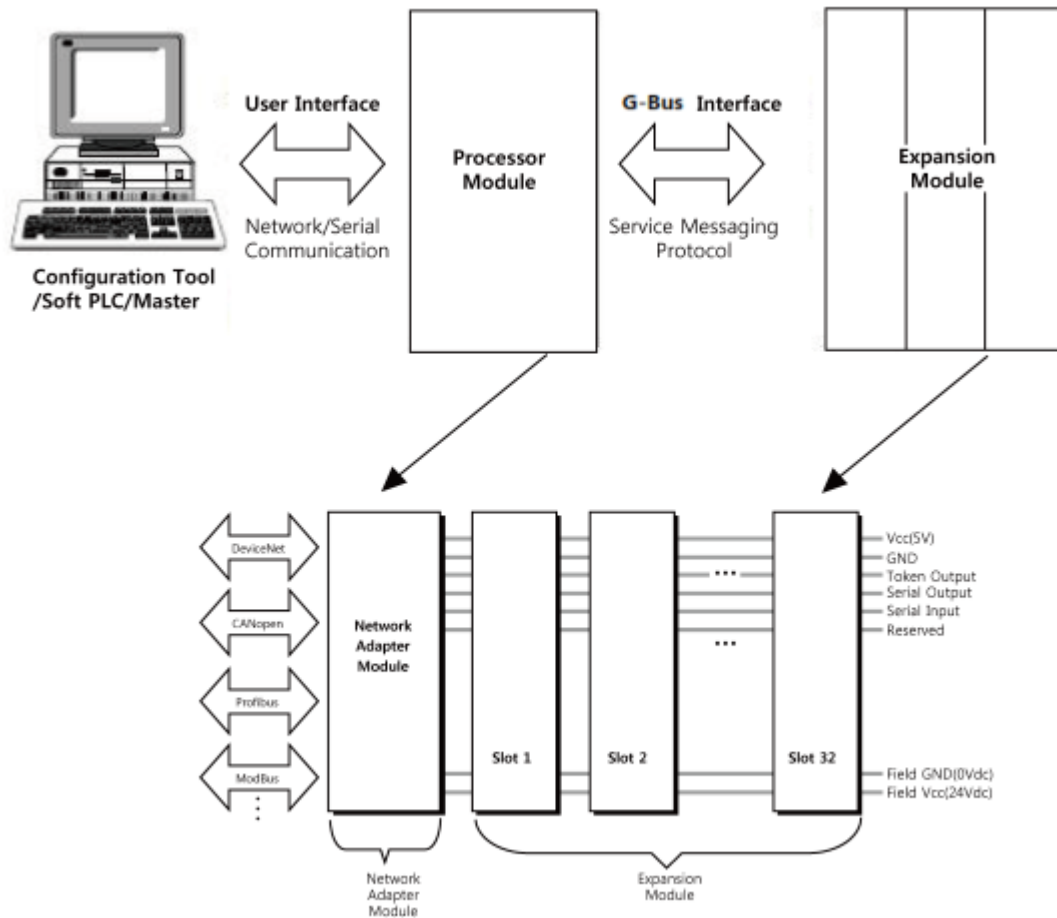 User Interface
G-Bus Interface
Processor
Module
Expansion
Module
Network/Serial
Communication
Service Messaging
Protocol
Configuration Tool
/Soft PLC/Master
DeviceNet
CANopen
Profibus
ModBus
Network
Adapter
Module
Slot 1
Slot 2
Slot 32
Vcc(5V)
GND
Token Output
Serial Output
Serial Input
Reserved
Field GND(0Vdc)
Field Vcc(24Vdc)
Network
Adapter
Module
Expansion
Module